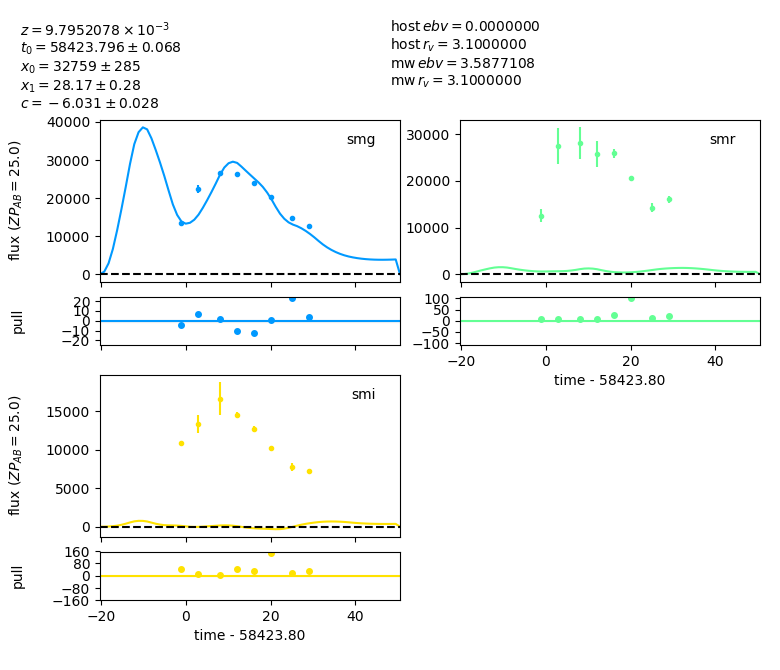 z = 9.7952078 × 10⁻³
t₀ = 58423.796 ± 0.068
x₀ = 32759 ± 285
x₁ = 28.17 ± 0.28
c = −6.031 ± 0.028
host ebv = 0.0000000
host r_v = 3.1000000
mw ebv = 3.5877108
mw r_v = 3.1000000
smg
flux (ZP_AB = 25.0)
40000
30000
20000
10000
0
smr
30000
20000
10000
0
pull
20
10
0
−10
−20
100
50
0
−50
−100
−20 0 20 40
time - 58423.80
smi
flux (ZP_AB = 25.0)
15000
10000
5000
0
pull
160
80
0
−80
−160
−20 0 20 40
time - 58423.80